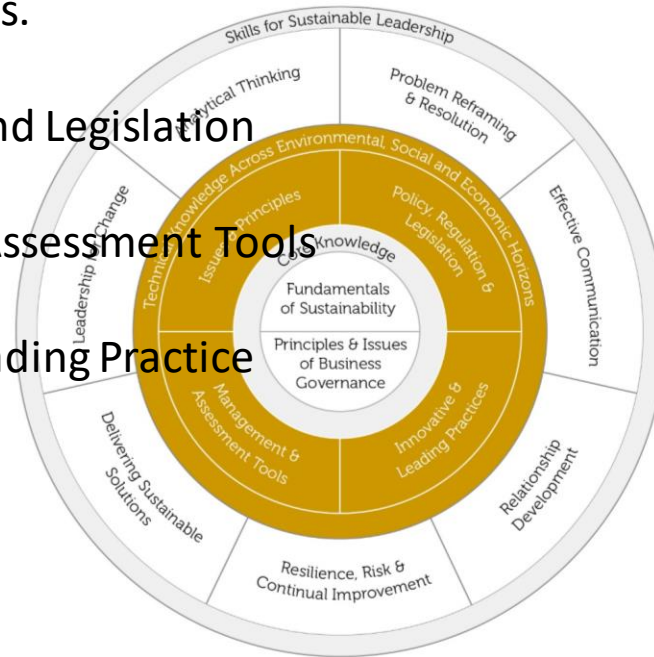 s.
nd Legislation
Assessment Tools
ading Practice
Skills for Sustainable Leadership
Analytical Thinking
Problem Reframing
& Resolution
Effective Communication
Relationship
Development
Resilience, Risk &
Continual Improvement
Delivering Sustainable
Solutions
Leadership Change
Technical Knowledge Across Environmental, Social and Economic Horizons
Issues & Principles
Policy, Regulation &
Legislation
Innovative &
Leading Practices
Management &
Assessment Tools
Core Knowledge
Fundamentals
of Sustainability
Principles & Issues
of Business
Governance